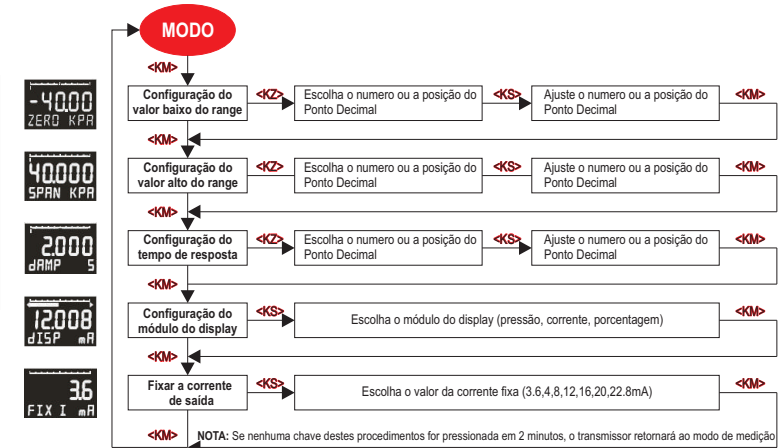 MODO
<KM>
-40.00
ZERO KPA
Configuração do
valor baixo do range
<KZ>
Escolha o numero ou a posição do
Ponto Decimal
<KS>
Ajuste o numero ou a posição do
Ponto Decimal
<KM>
<KM>
40.000
SPAN KPA
Configuração do
valor alto do range
<KZ>
Escolha o numero ou a posição do
Ponto Decimal
<KS>
Ajuste o numero ou a posição do
Ponto Decimal
<KM>
<KM>
2.000
dAMP S
Configuração do
tempo de resposta
<KZ>
Escolha o numero ou a posição do
Ponto Decimal
<KS>
Ajuste o numero ou a posição do
Ponto Decimal
<KM>
<KM>
12.008
dISP mA
Configuração do
módulo do display
<KS>
Escolha o módulo do display (pressão, corrente, porcentagem)
<KM>
<KM>
3.6
FIX I mA
Fixar a corrente
de saída
<KS>
Escolha o valor da corrente fixa (3.6,4,8,12,16,20,22.8mA)
<KM>
<KM>
NOTA: Se nenhuma chave destes procedimentos for pressionada em 2 minutos, o transmissor retornará ao modo de medição